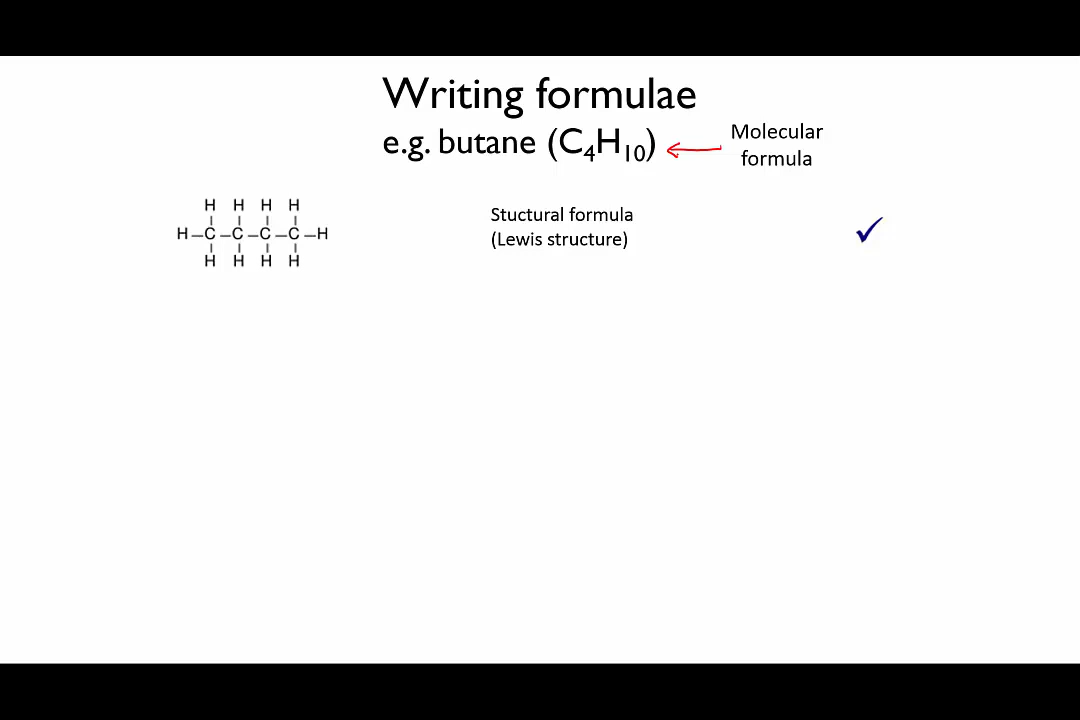 Writing formulae
e.g. butane (C₄H₁₀)
Molecular
formula
H H H H
H–C–C–C–C–H
H H H H
Stuctural formula
(Lewis structure)